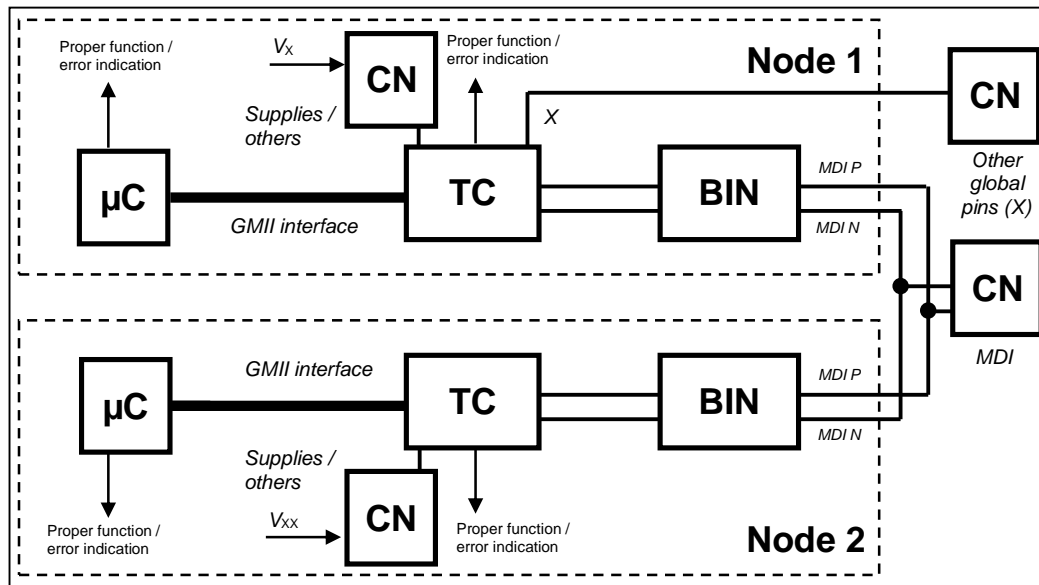 Proper function /
error indication
VX
CN
Proper function /
error indication
Node 1
CN
Supplies /
others
X
µC
TC
BIN
MDI P
MDI N
GMII interface
Other
global
pins (X)
CN
MDI
GMII interface
µC
TC
BIN
MDI P
MDI N
Supplies /
others
CN
VXX
Proper function /
error indication
Proper function /
error indication
Node 2